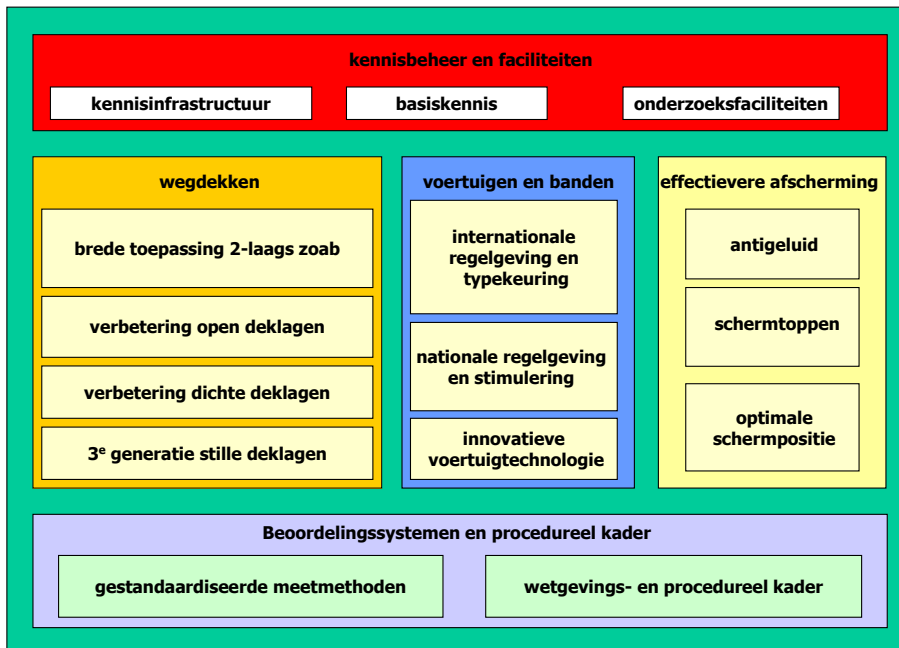 kennisbeheer en faciliteiten
kennisinfrastructuur
basiskennis
onderzoeksfaciliteiten
wegdekken
brede toepassing 2-laags zoab
verbetering open deklagen
verbetering dichte deklagen
3e generatie stille deklagen
voertuigen en banden
internationale
regelgeving en
typekeuring
nationale regelgeving
en stimulering
innovatieve
voertuigtechnologie
effectievere afscherming
antigeluid
schermtoppen
optimale
schermpositie
Beoordelingssystemen en procedureel kader
gestandaardiseerde meetmethoden
wetgevings- en procedureel kader